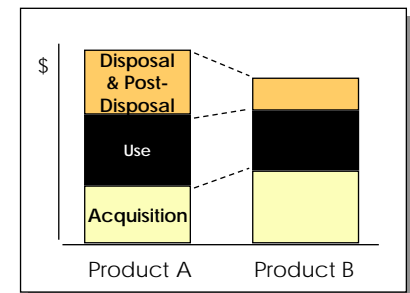 $
Disposal
& Post-
Disposal
Use
Acquisition
Product A
Product B